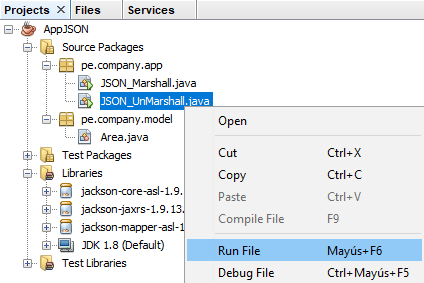 Projects × Files Services
AppJSON
Source Packages
pe.company.app
JSON_Marshall.java
JSON_UnMarshall.java
pe.company.model
Area.java
Test Packages
Libraries
jackson-core-asl-1.9.
jackson-jaxrs-1.9.13.
jackson-mapper-asl-1
JDK 1.8 (Default)
Test Libraries
Open
Cut Ctrl+X
Copy Ctrl+C
Paste Ctrl+V
Compile File F9
Run File Mayús+F6
Debug File Ctrl+Mayús+F5